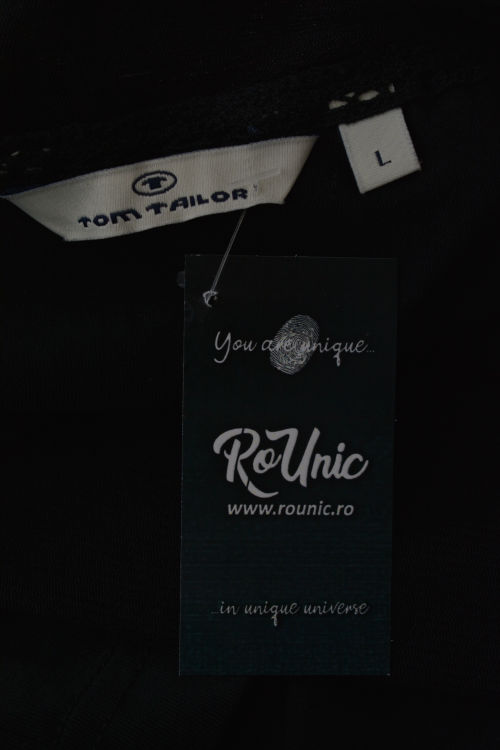 TOM TAILOR
L
You are unique...
RoUnic
www.rounic.ro
...in unique universe